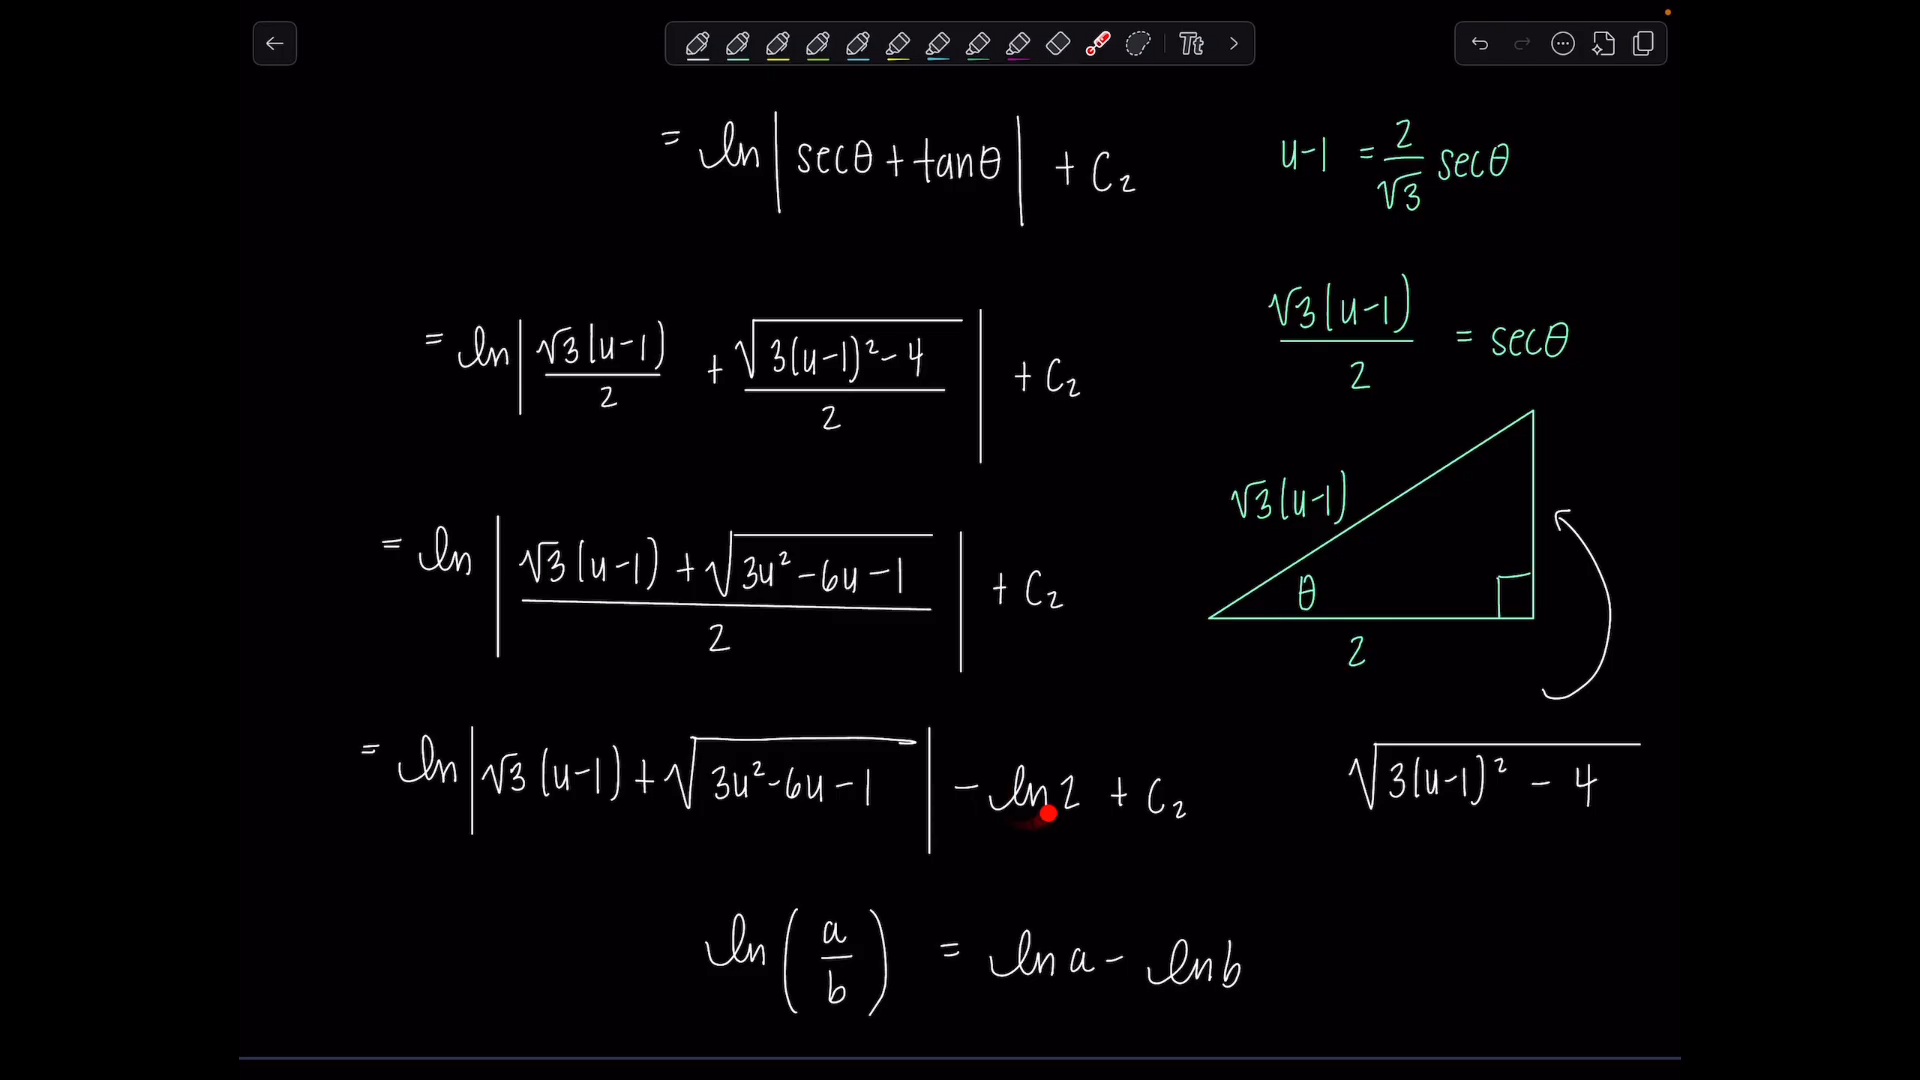 Tt
= ln|secθ + tanθ| + C₂
u-1 = 2/√3 secθ
= ln|√3(u-1)/2 + √(3(u-1)²-4)/2| + C₂
√3(u-1)/2 = secθ
√3(u-1)
θ
2
= ln|(√3(u-1) + √(3u²-6u-1))/2| + C₂
= ln|√3(u-1) + √(3u²-6u-1)| - ln2 + C₂
√(3(u-1)² - 4)
ln(a/b) = ln a - ln b